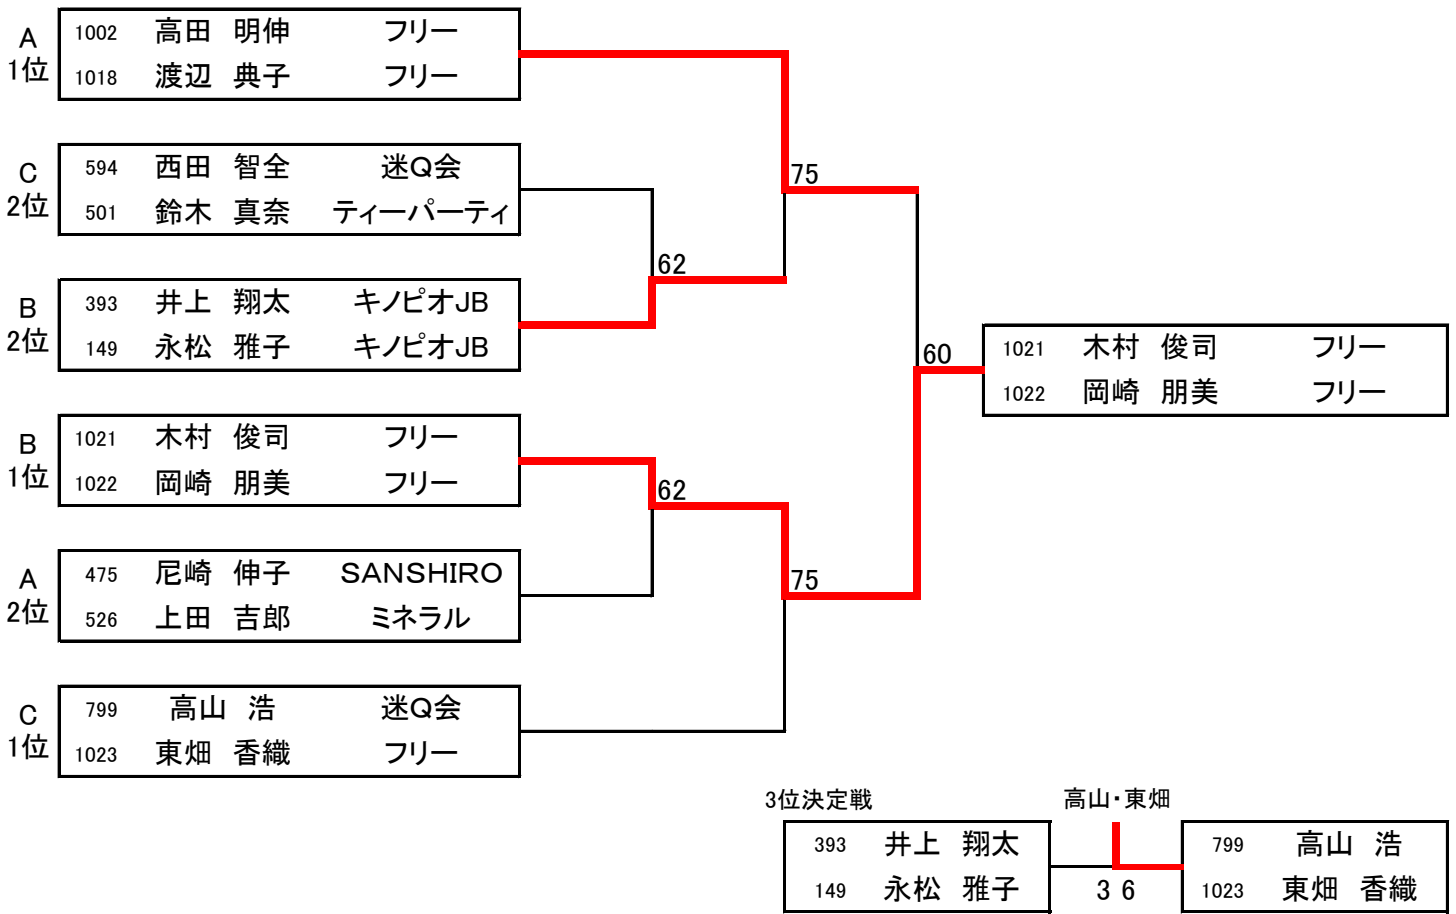 A
1位
1002 高田 明伸 フリー
1018 渡辺 典子 フリー
C
2位
594 西田 智全 迷Q会
501 鈴木 真奈 ティーパーティ
75
B
2位
393 井上 翔太 キノピオJB
149 永松 雅子 キノピオJB
62
B
1位
1021 木村 俊司 フリー
1022 岡崎 朋美 フリー
60
1021 木村 俊司 フリー
1022 岡崎 朋美 フリー
62
A
2位
475 尼崎 伸子 SANSHIRO
526 上田 吉郎 ミネラル
75
C
1位
799 高山 浩 迷Q会
1023 東畑 香織 フリー
3位決定戦
高山・東畑
393 井上 翔太
149 永松 雅子
3 6
799 高山 浩
1023 東畑 香織